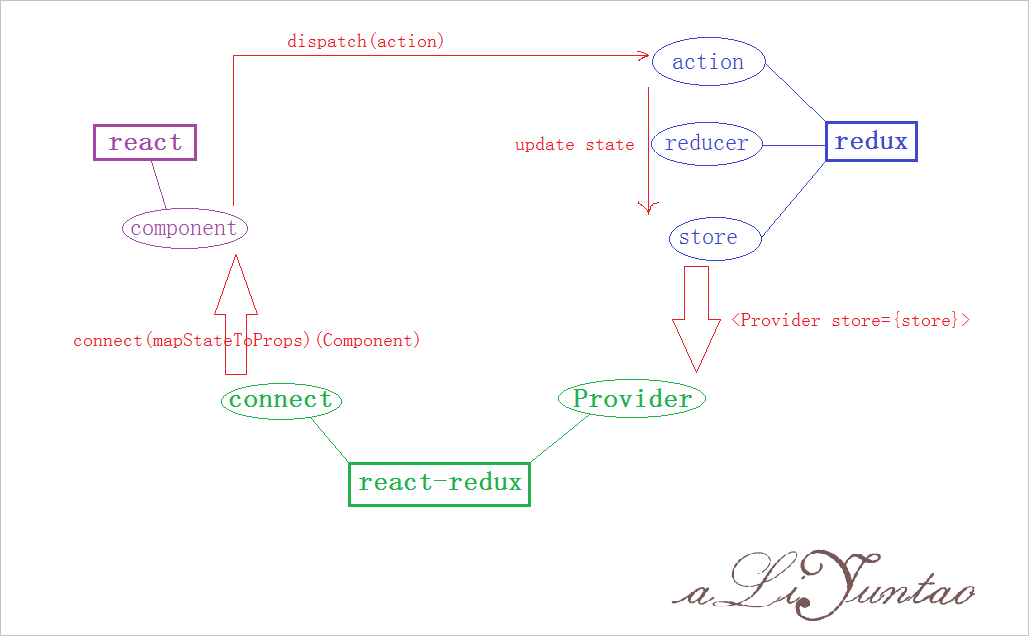 dispatch(action)
action
react
update state
reducer
redux
component
store
<Provider store={store}>
connect(mapStateToProps)(Component)
connect
Provider
react-redux
aLiYuntao